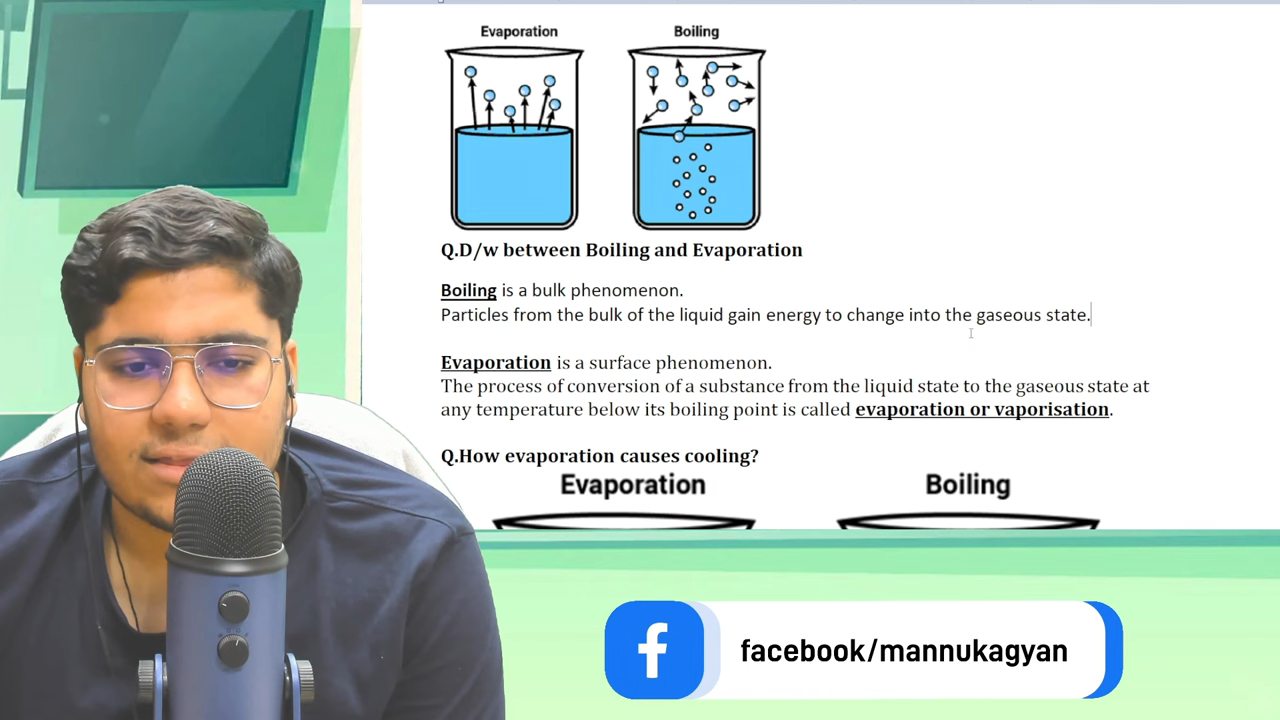 Evaporation
Boiling
Q.D/w between Boiling and Evaporation
Boiling is a bulk phenomenon.
Particles from the bulk of the liquid gain energy to change into the gaseous state.
Evaporation is a surface phenomenon.
The process of conversion of a substance from the liquid state to the gaseous state at
any temperature below its boiling point is called evaporation or vaporisation.
Q.How evaporation causes cooling?
Evaporation
Boiling
facebook/mannukagyan